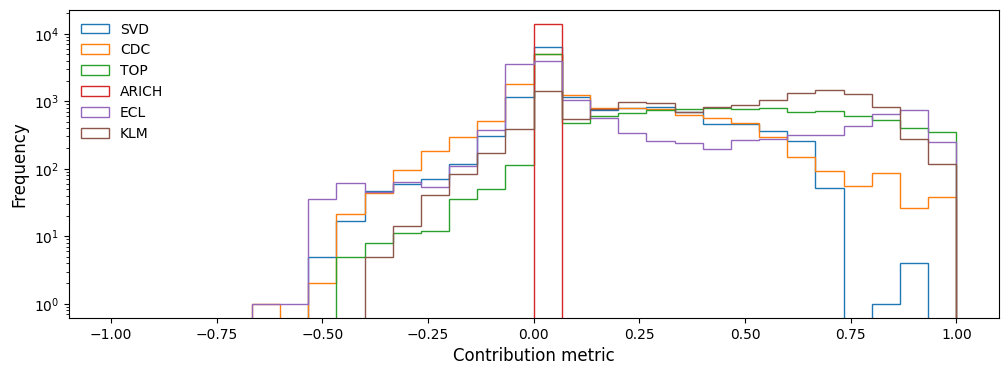 SVD
CDC
TOP
ARICH
ECL
KLM
Frequency
10⁴
10³
10²
10¹
10⁰
−1.00 −0.75 −0.50 −0.25 0.00 0.25 0.50 0.75 1.00
Contribution metric